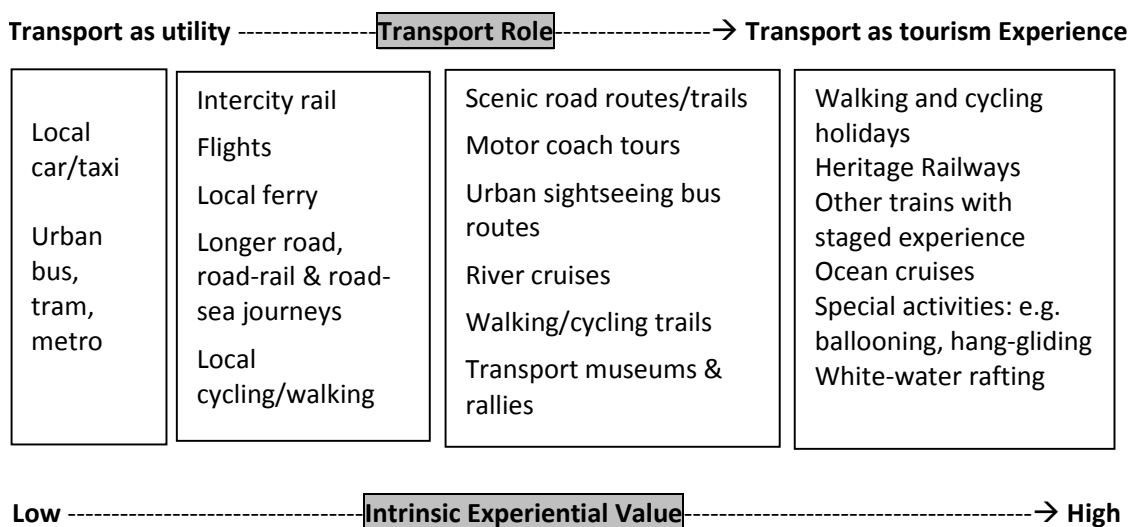 Transport as utility ----------------Transport Role------------------→ Transport as tourism Experience
Local
car/taxi
Urban
bus,
tram,
metro
Intercity rail
Flights
Local ferry
Longer road,
road-rail & road-
sea journeys
Local
cycling/walking
Scenic road routes/trails
Motor coach tours
Urban sightseeing bus
routes
River cruises
Walking/cycling trails
Transport museums &
rallies
Walking and cycling
holidays
Heritage Railways
Other trains with
staged experience
Ocean cruises
Special activities: e.g.
ballooning, hang-gliding
White-water rafting
Low ----------------------------------Intrinsic Experiential Value------------------------------------------→ High